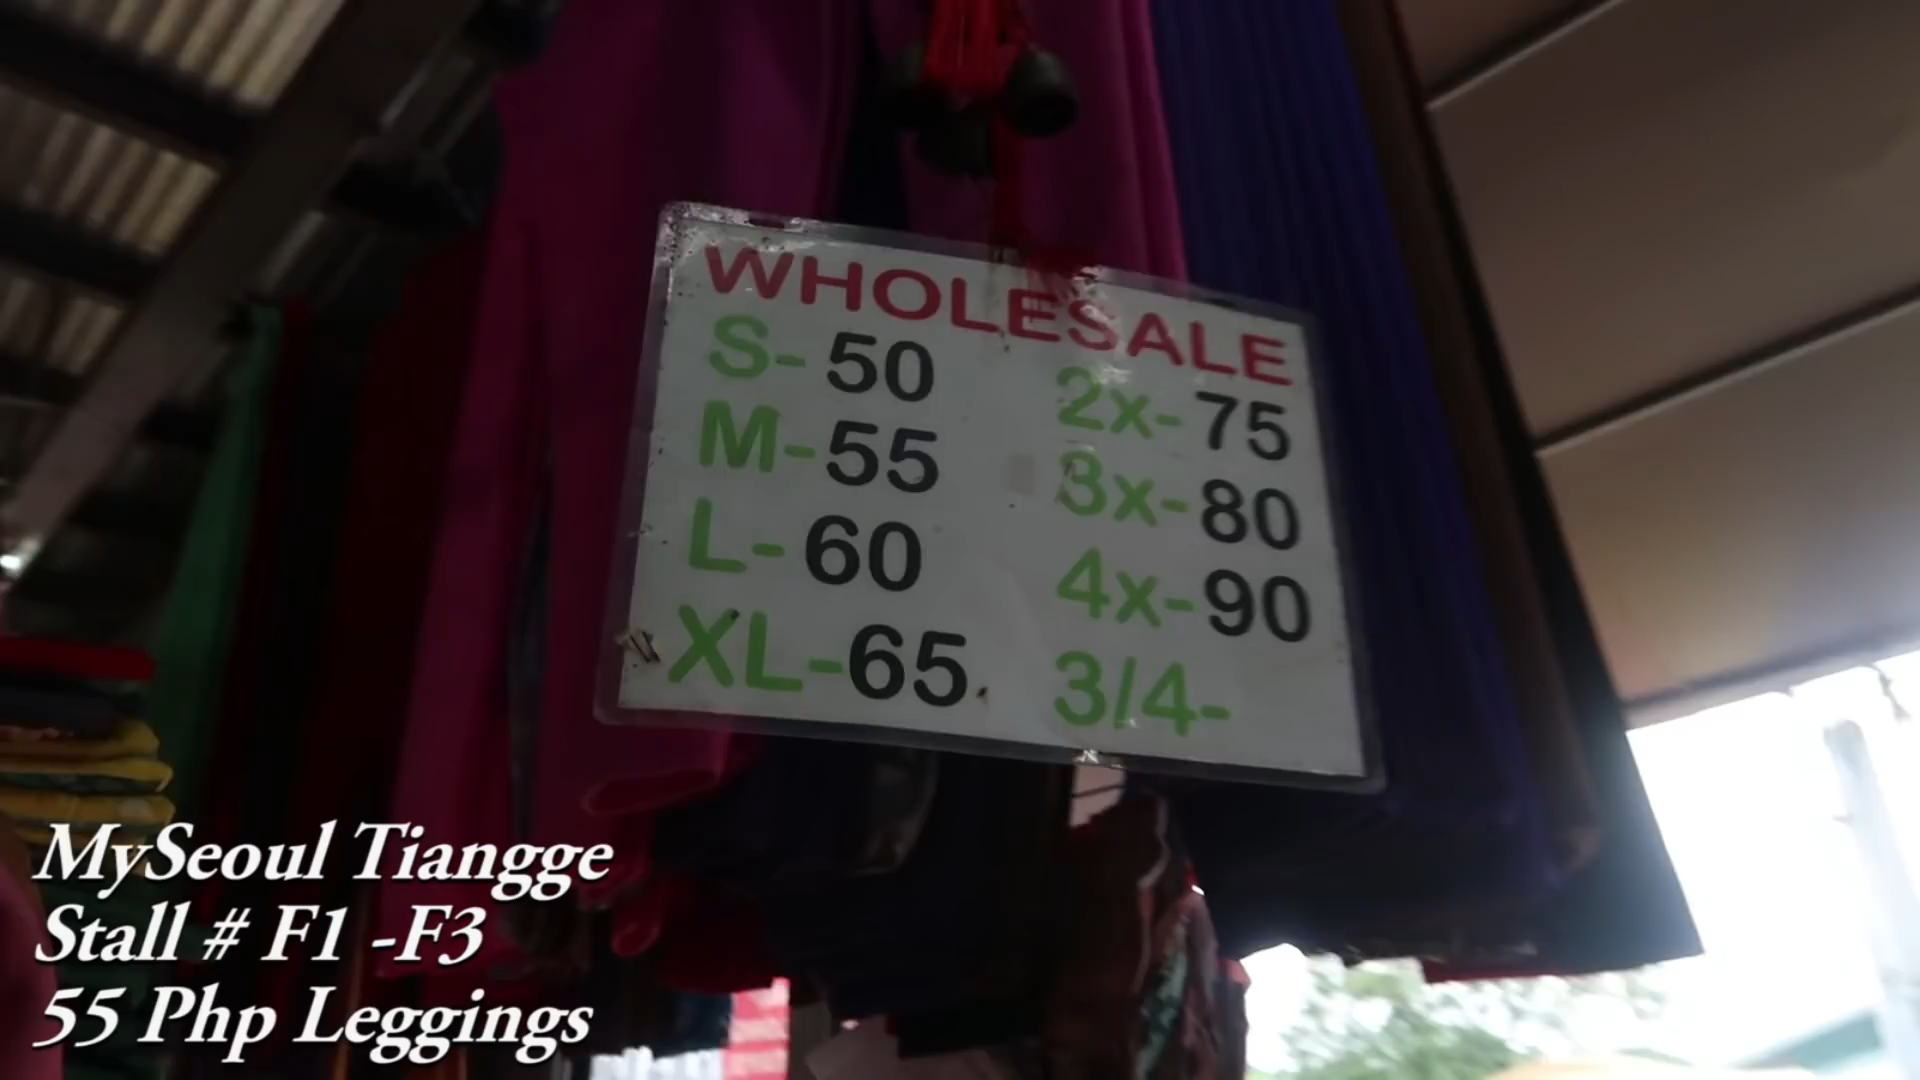 WHOLESALE
S- 50
M- 55
L- 60
XL- 65
2x- 75
3x- 80
4x- 90
3/4-
MySeoul Tiangge
Stall # F1 -F3
55 Php Leggings